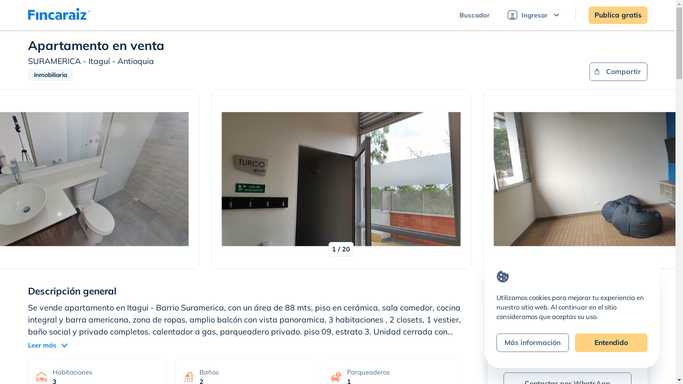 Fincaraiz
Buscador
Ingresar
Publica gratis
Apartamento en venta
SURAMERICA - Itaguí - Antioquia
Inmobiliaria
Compartir
TURCO
1 / 20
Descripción general
Se vende apartamento en Itagui - Barrio Suramerica, con un área de 88 mts, piso en cerámica, sala comedor, cocina
integral y barra americana, zona de ropas, amplio balcón con vista panoramica, 3 habitaciones , 2 closets, 1 vestier,
baño social y privado completos, calentador a gas, parqueadero privado. piso 09, estrato 3. Unidad cerrada con...
Leer más
Habitaciones
3
Baños
2
Parqueaderos
1
Utilizamos cookies para mejorar tu experiencia en
nuestro sitio web. Al continuar en el sitio
consideramos que aceptas su uso.
Más información
Entendido
Contactar por WhatsApp